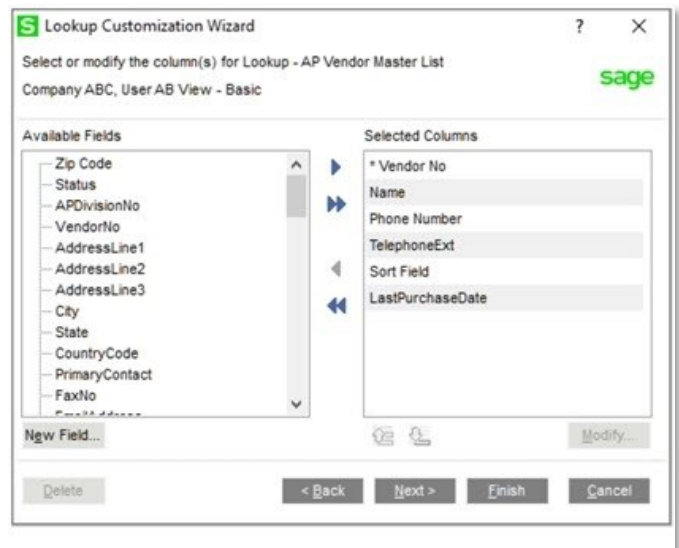 S Lookup Customization Wizard ? ×
Select or modify the column(s) for Lookup - AP Vendor Master List
Company ABC, User AB View - Basic
sage
Available Fields
Zip Code
Status
APDivisionNo
VendorNo
AddressLine1
AddressLine2
AddressLine3
City
State
CountryCode
PrimaryContact
FaxNo
New Field...
Selected Columns
* Vendor No
Name
Phone Number
TelephoneExt
Sort Field
LastPurchaseDate
Modify...
Delete
< Back
Next >
Finish
Cancel